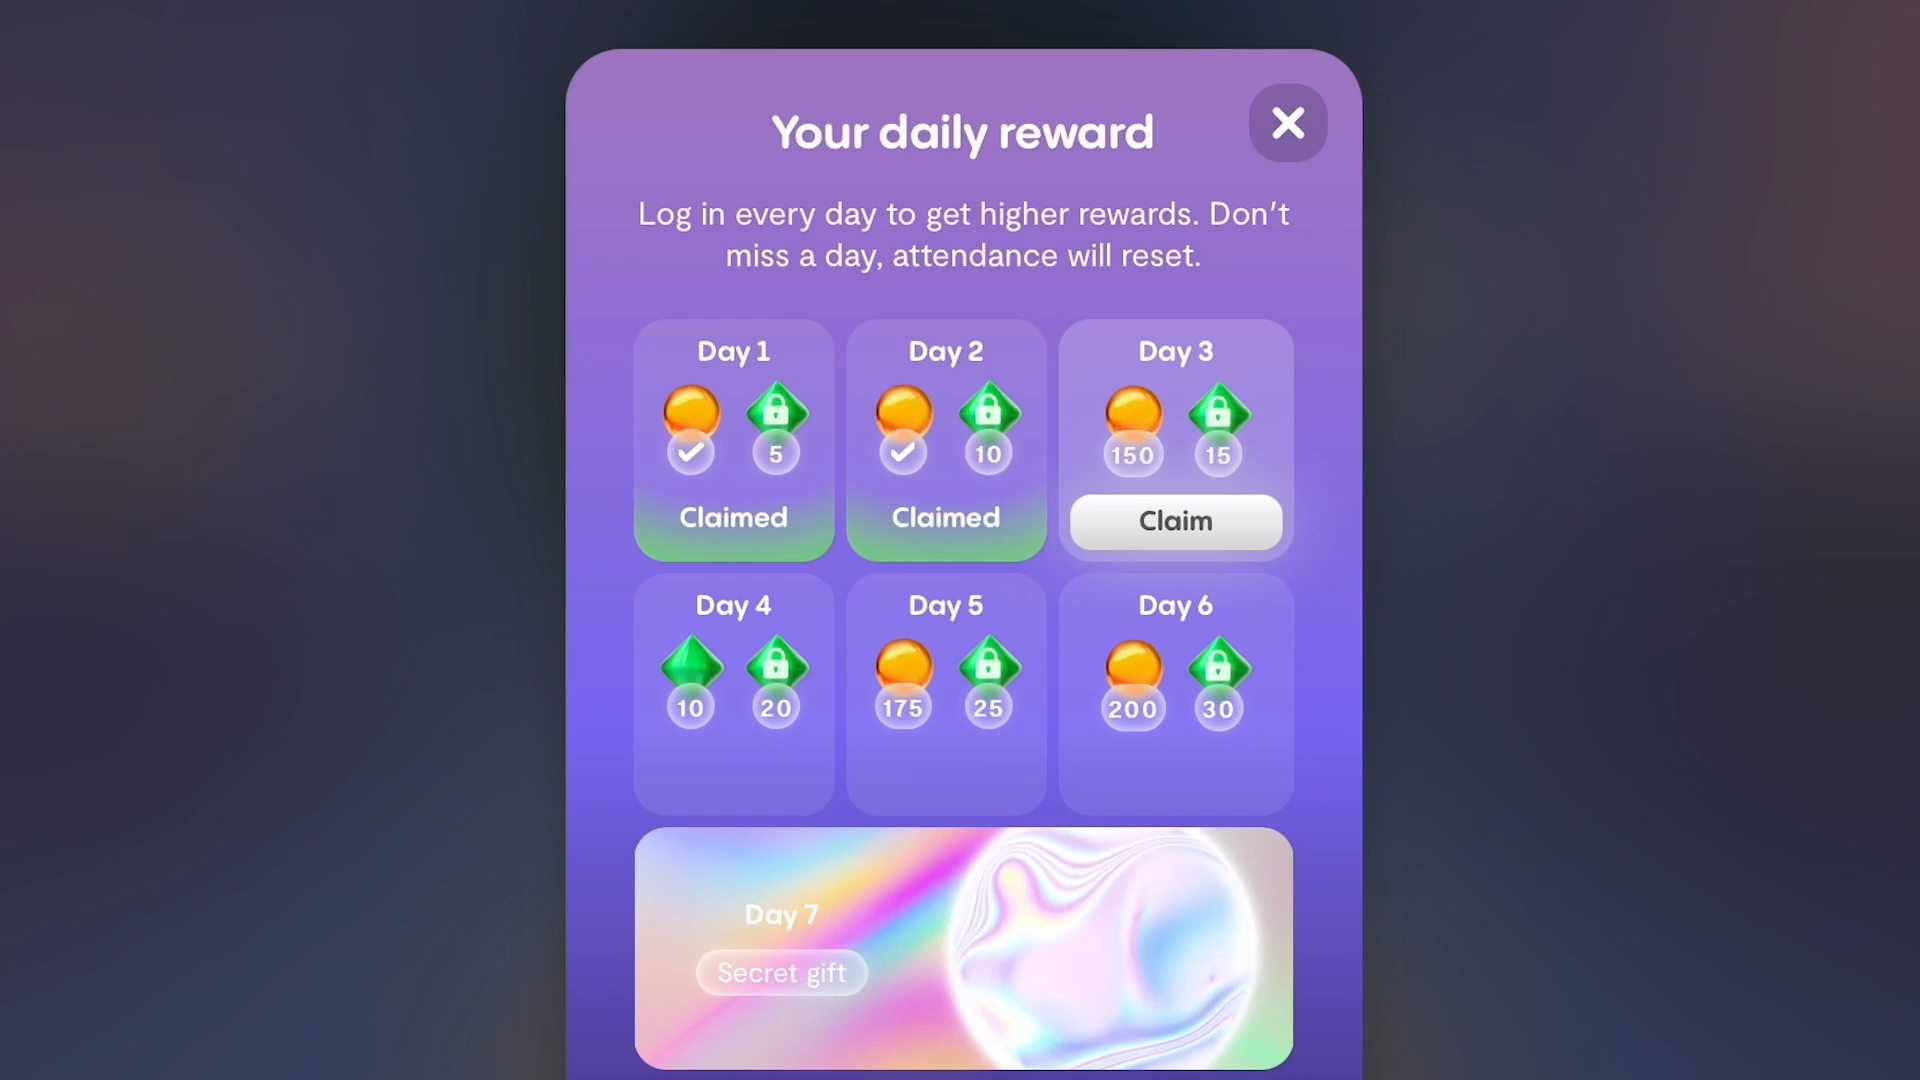 Your daily reward
Log in every day to get higher rewards. Don't
miss a day, attendance will reset.
Day 1
5
Claimed
Day 2
10
Claimed
Day 3
150
15
Claim
Day 4
10
20
Day 5
175
25
Day 6
200
30
Day 7
Secret gift